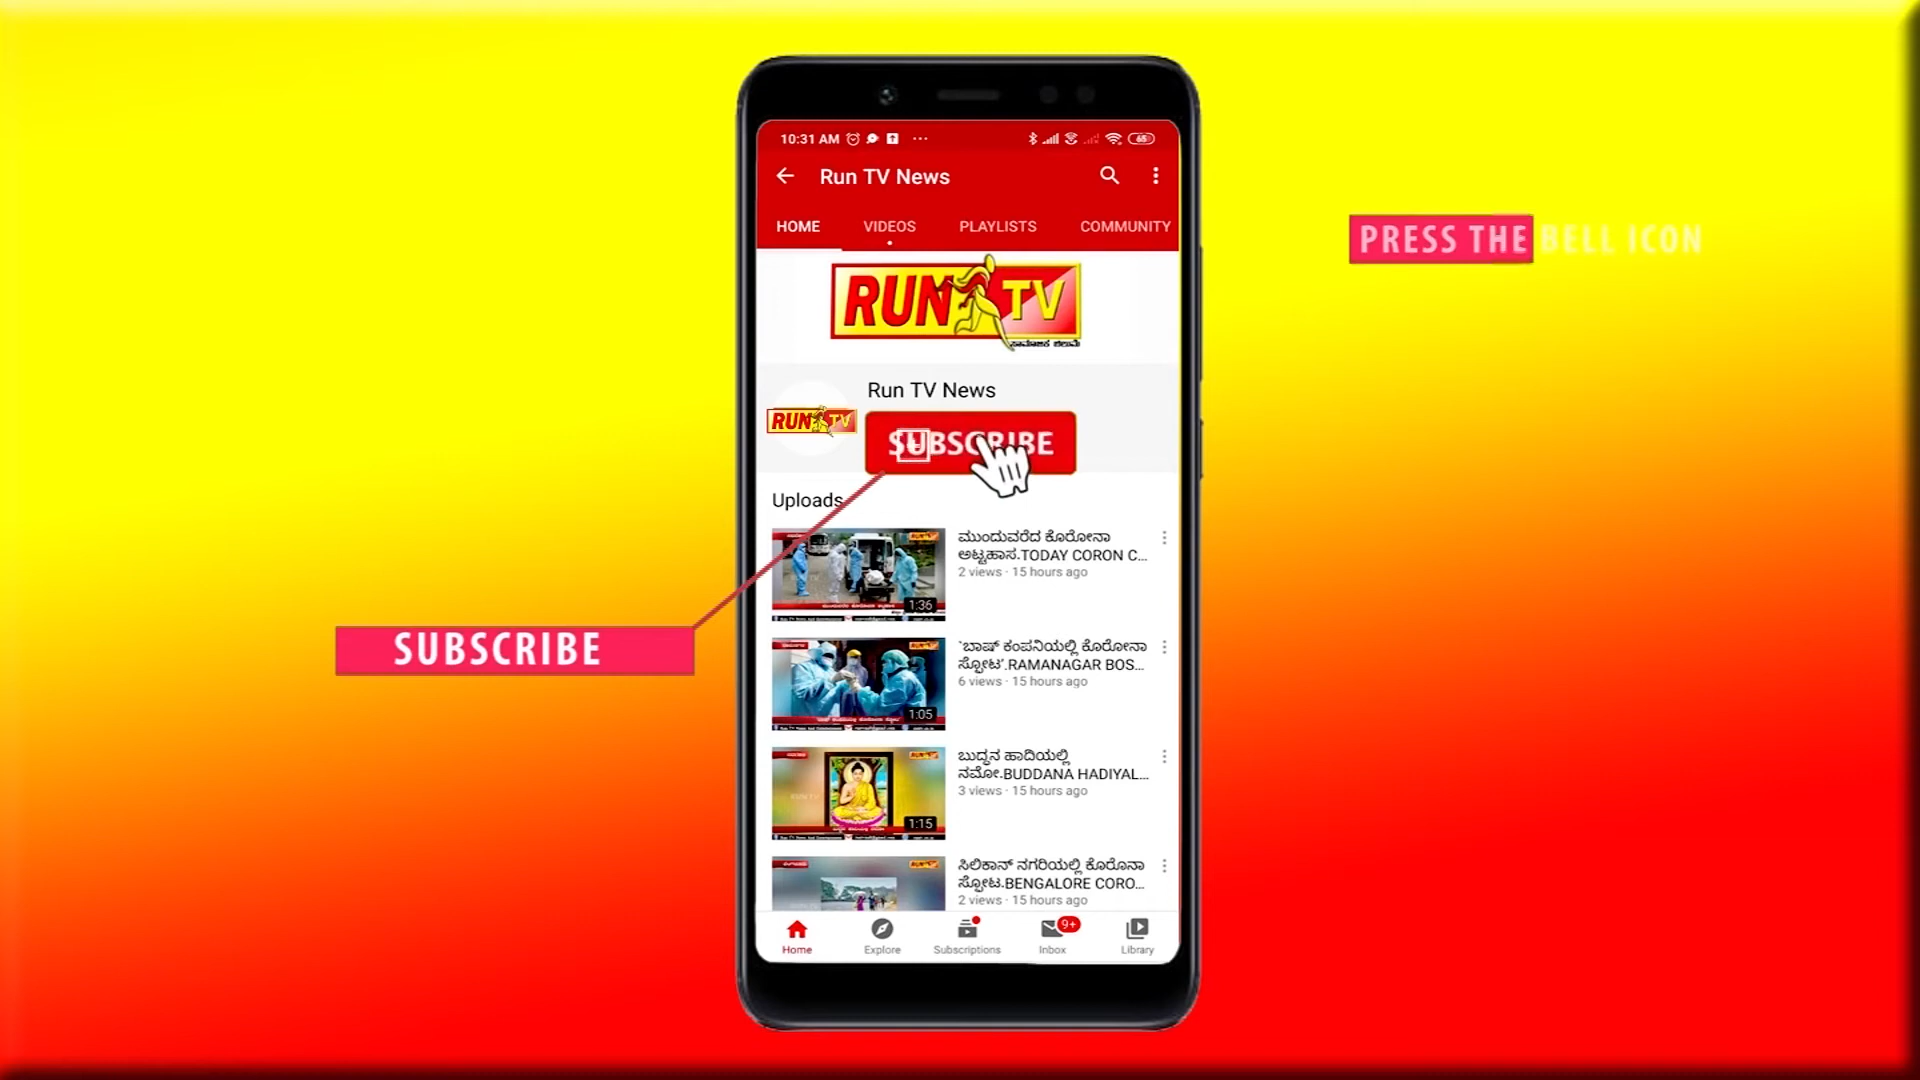 10:31 AM
65
Run TV News
HOME VIDEOS PLAYLISTS COMMUNITY
PRESS THE BELL ICON
RUN TV
ಸಾಮಾಜಿಕ ಚಿಲುಮೆ
Run TV News
RUN TV
SUBSCRIBE
Uploads
ಮುಂದುವರೆದ ಕೊರೋನಾ
ಅಟ್ಟಹಾಸ.TODAY CORON C...
2 views · 15 hours ago
1:36
SUBSCRIBE
`ಬಾಷ್ ಕಂಪನಿಯಲ್ಲಿ ಕೊರೋನಾ
ಸ್ಫೋಟ'.RAMANAGAR BOS...
6 views · 15 hours ago
1:05
ಬುದ್ಧನ ಹಾದಿಯಲ್ಲಿ
ನಮೋ.BUDDANA HADIYAL...
3 views · 15 hours ago
1:15
ಸಿಲಿಕಾನ್ ನಗರಿಯಲ್ಲಿ ಕೊರೊನಾ
ಸ್ಫೋಟ.BENGALORE CORO...
2 views · 15 hours ago
Home Explore Subscriptions Inbox Library
9+